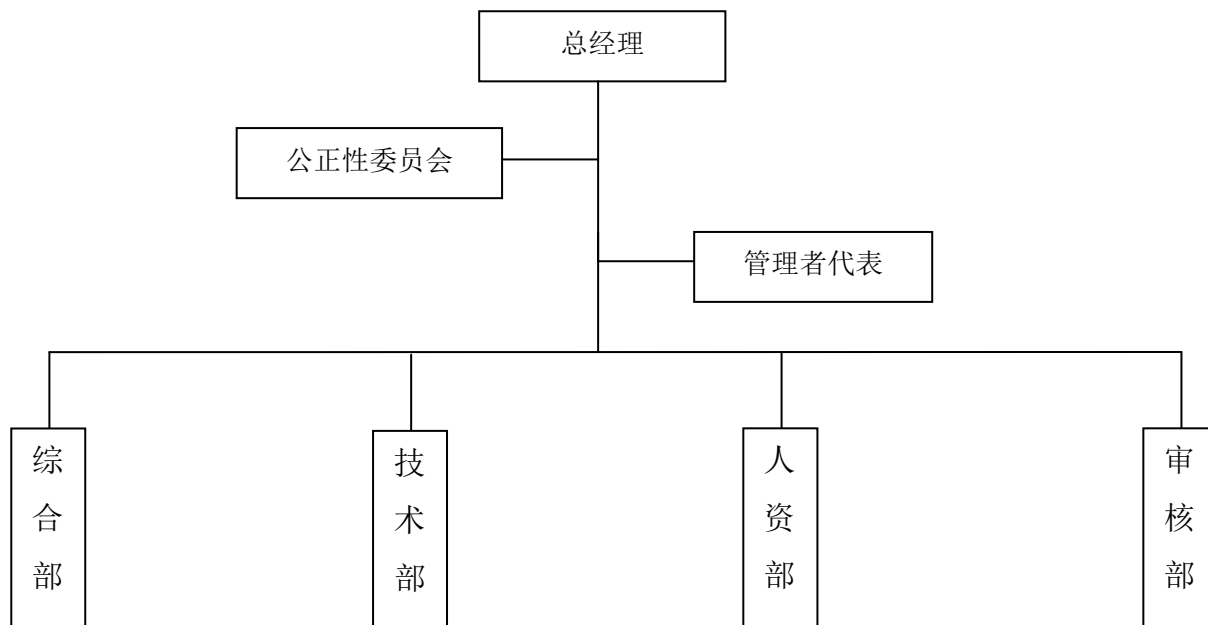 总经理
公正性委员会
管理者代表
综合部
技术部
人资部
审核部